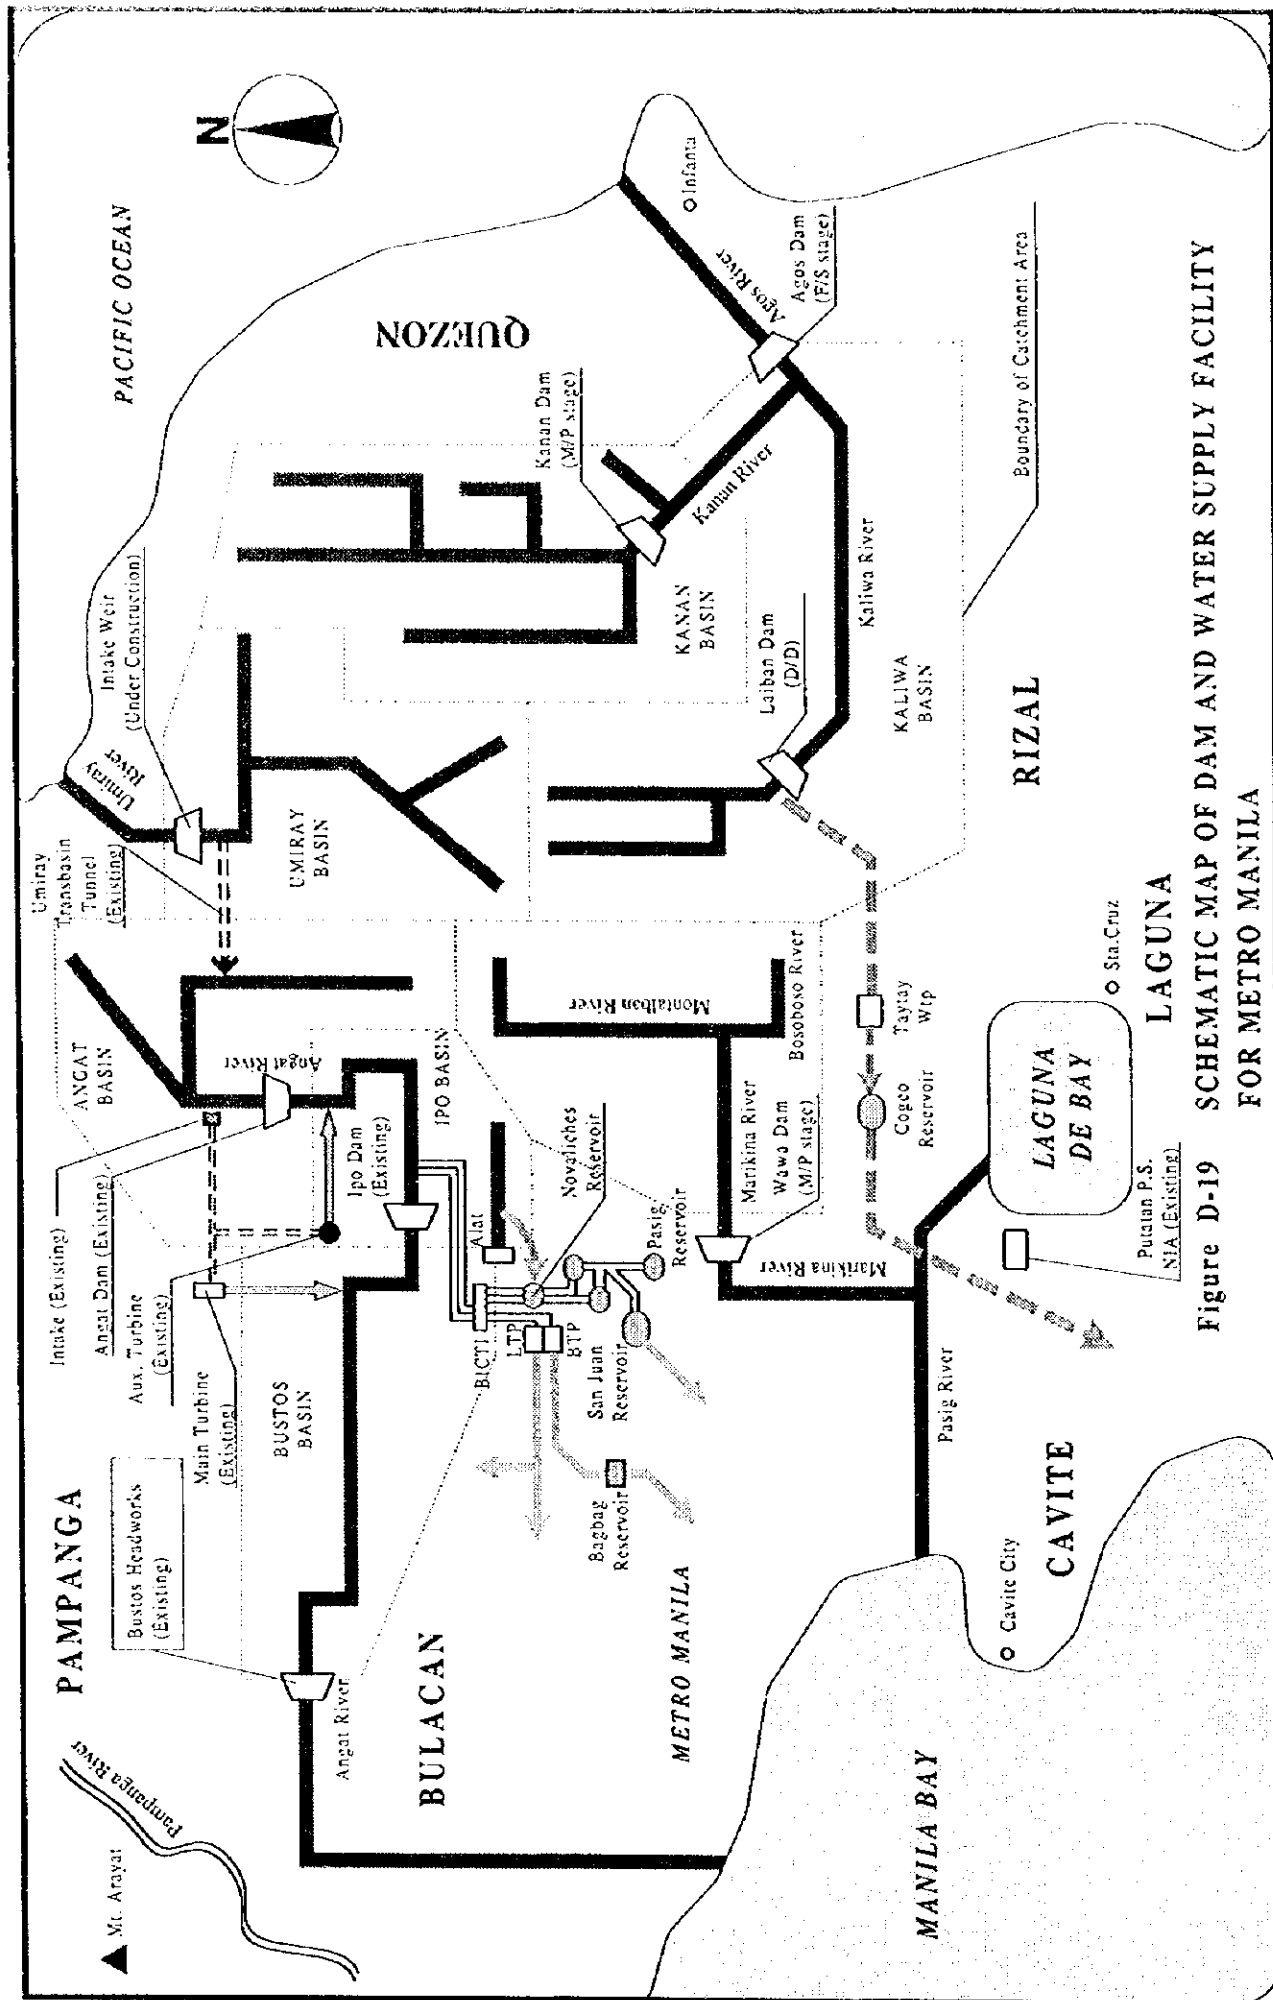 PAMPANGA
Mt. Arayat
Pampanga River
Bustos Headworks
(Existing)
Main Turbine
(Existing)
Aux. Turbine
(Existing)
Angat Dam (Existing)
Intake (Existing)
ANGAT
BASIN
Umiray
Transbasin
Tunnel
(Existing)
Umiray
River
Intake Weir
(Under Construction)
PACIFIC OCEAN
N
BUSTOS
BASIN
Angat River
Angat River
Ipo Dam
(Existing)
IPO BASIN
UMIRAY
BASIN
QUEZON
Kanan Dam
(M/P stage)
BULACAN
BICTI
Alat
LTP
BTP
Novaliches
Reservoir
San Juan
Reservoir
Pasig
Reservoir
Bagbag
Reservoir
METRO MANILA
Montalban River
Bosoboso River
Marikina River
Wawa Dam
(M/P stage)
Marikina River
KANAN
BASIN
Kanan River
Laiban Dam
(D/D)
Agos River
Agos Dam
(F/S stage)
Infanta
Kaliwa River
KALIWA
BASIN
Taytay
Wtp
Cogeo
Reservoir
Boundary of Catchment Area
RIZAL
Pasig River
MANILA BAY
Cavite City
CAVITE
LAGUNA
DE BAY
Sta.Cruz
Putatan P.S.
NIA (Existing)
LAGUNA
Figure D-19 SCHEMATIC MAP OF DAM AND WATER SUPPLY FACILITY
FOR METRO MANILA